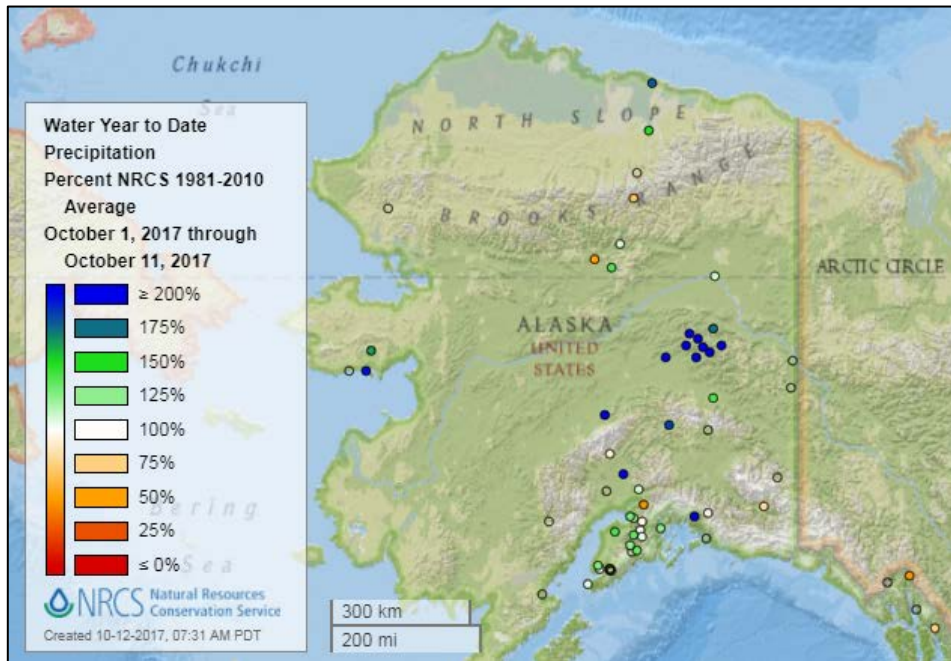 Chukchi
Sea
NORTH SLOPE
BROOKS RANGE
Water Year to Date
Precipitation
Percent NRCS 1981-2010
Average
October 1, 2017 through
October 11, 2017
≥ 200%
175%
150%
125%
100%
75%
50%
25%
≤ 0%
ARCTIC CIRCLE
ALASKA
UNITED
STATES
Bering
Sea
NRCS Natural Resources
Conservation Service
Created 10-12-2017, 07:31 AM PDT
300 km
200 mi